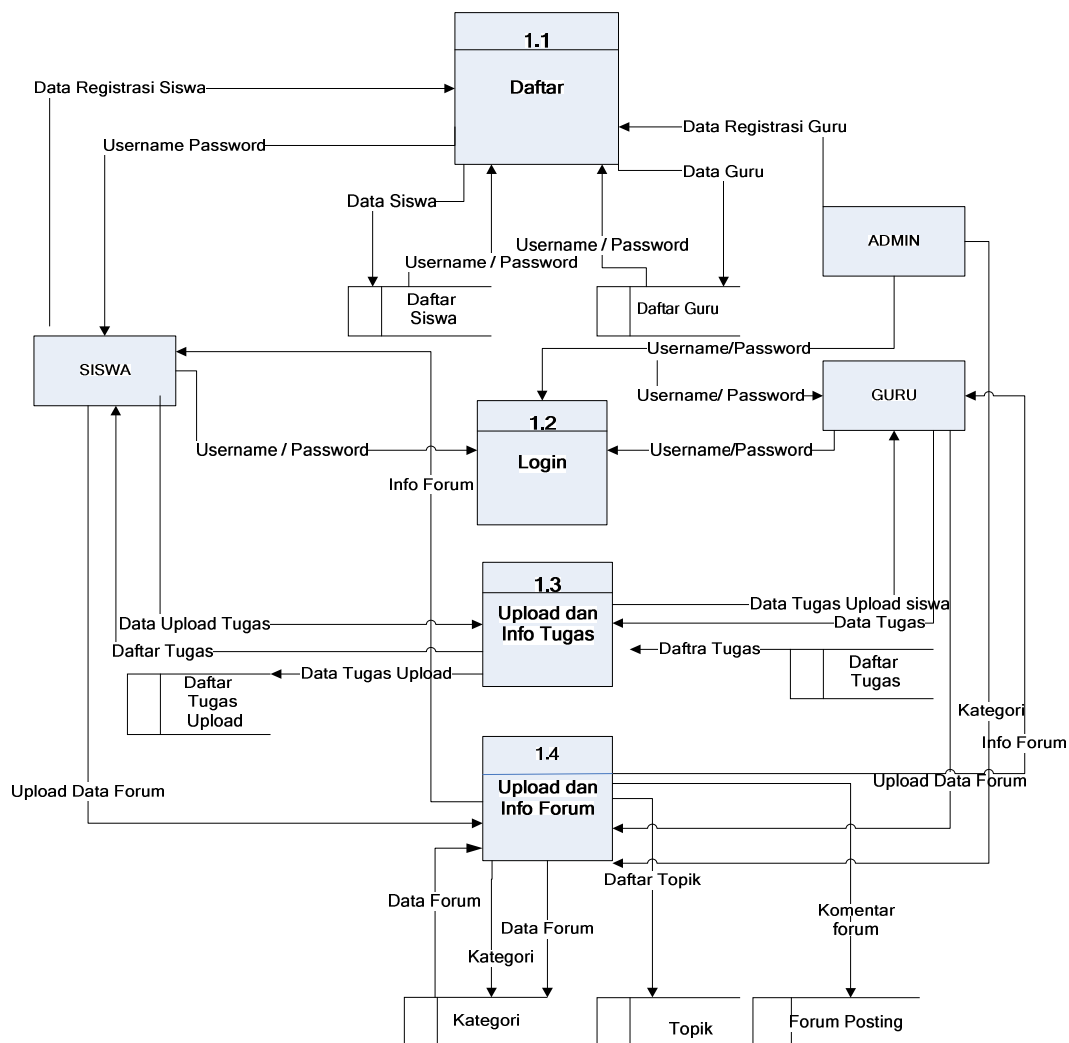 1.1
Daftar
Data Registrasi Siswa
Data Registrasi Guru
Username Password
Data Guru
Data Siswa
ADMIN
Username / Password
Username / Password
Daftar
Siswa
Daftar Guru
Username/Password
SISWA
GURU
Username/ Password
1.2
Login
Username / Password
Username/Password
Info Forum
1.3
Upload dan
Info Tugas
Data Tugas Upload siswa
Data Upload Tugas
Data Tugas
Daftar Tugas
Daftra Tugas
Daftar
Tugas
Data Tugas Upload
Daftar
Tugas
Upload
Kategori
Info Forum
1.4
Upload dan
Info Forum
Upload Data Forum
Upload Data Forum
Daftar Topik
Data Forum
Komentar
forum
Data Forum
Kategori
Kategori
Topik
Forum Posting